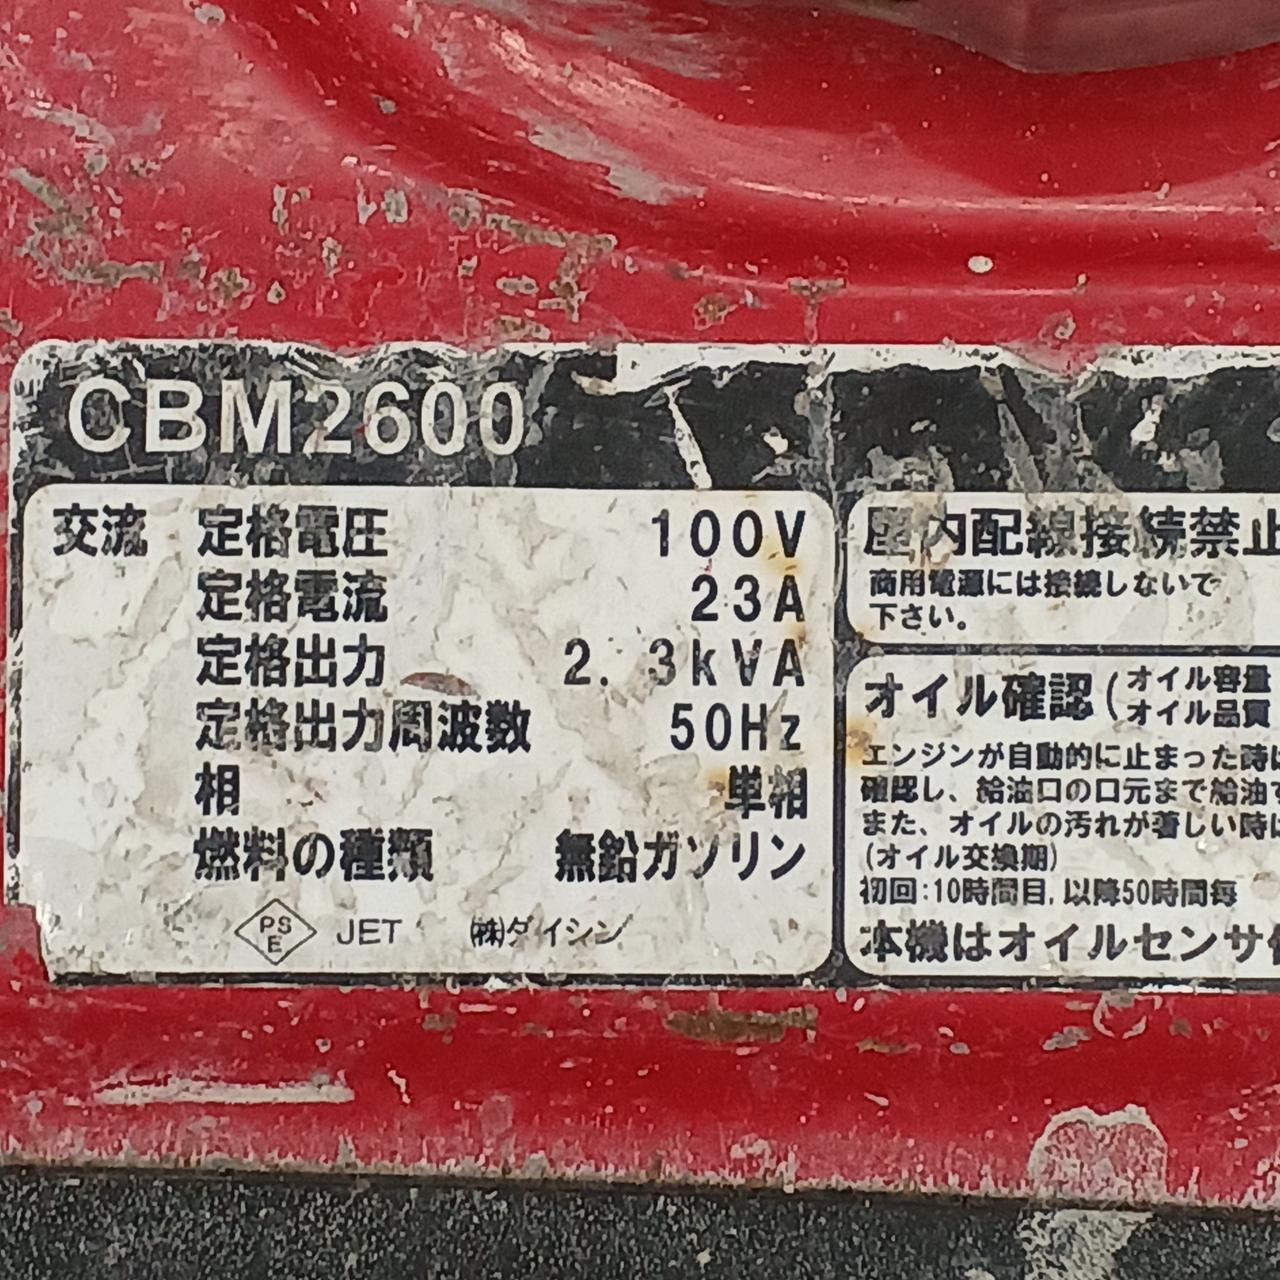 CBM2600
交流 定格電圧 100V
定格電流 23A
定格出力 2.3kVA
定格出力周波数 50Hz
相 単相
燃料の種類 無鉛ガソリン
PS
E
JET ㈱ダイシン
屋内配線接続禁止
商用電源には接続しないで
下さい。
オイル確認(オイル容量
オイル品質
エンジンが自動的に止まった時に
確認し、給油口の口元まで給油す
また、オイルの汚れが著しい時に
(オイル交換期)
初回:10時間目,以降50時間毎
本機はオイルセンサ